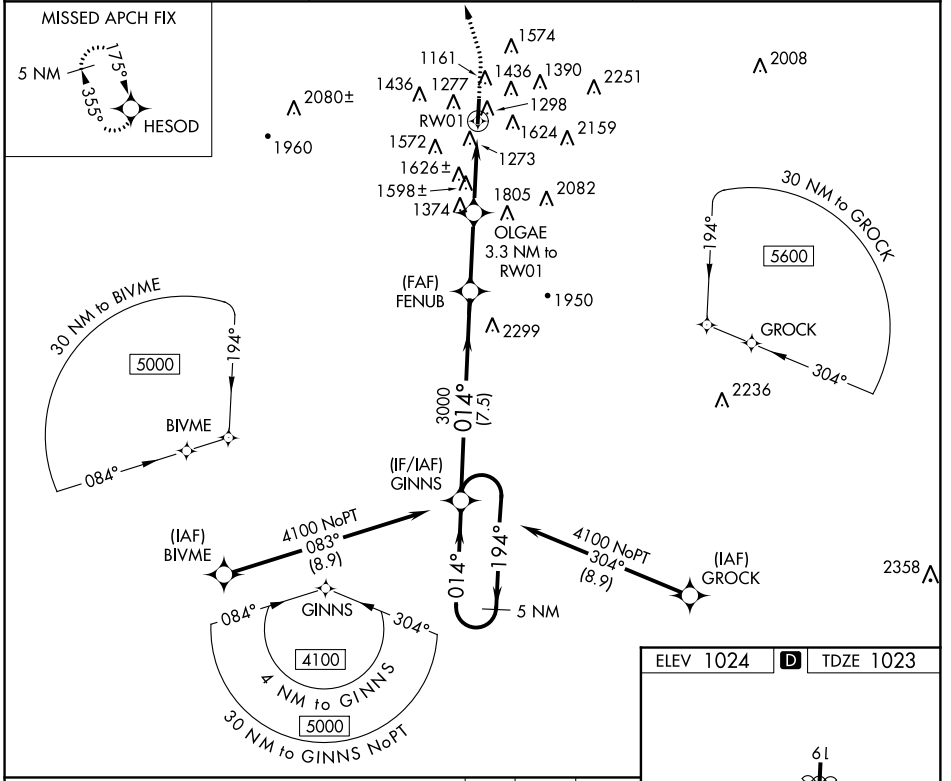 MISSED APCH FIX
5 NM
175°
355°
HESOD
1574
1161
1436
1390
2251
2008
1436
1277
2080±
1298
RW01
1624
2159
1960
1572
1273
1626±
1598±
1374
1805
2082
OLGAE
3.3 NM to
RW01
30 NM to GROCK
194°
5600
GROCK
304°
(FAF)
FENUB
1950
2299
30 NM to BIVME
194°
5000
BIVME
084°
2236
3000
014°
(7.5)
(IF/IAF)
GINNS
4100 NoPT
083°
(8.9)
(IAF)
BIVME
014°
194°
5 NM
4100 NoPT
304°
(8.9)
(IAF)
GROCK
2358
084°
GINNS
304°
4100
4 NM to GINNS
5000
30 NM to GINNS NoPT
ELEV 1024
D
TDZE 1023
19